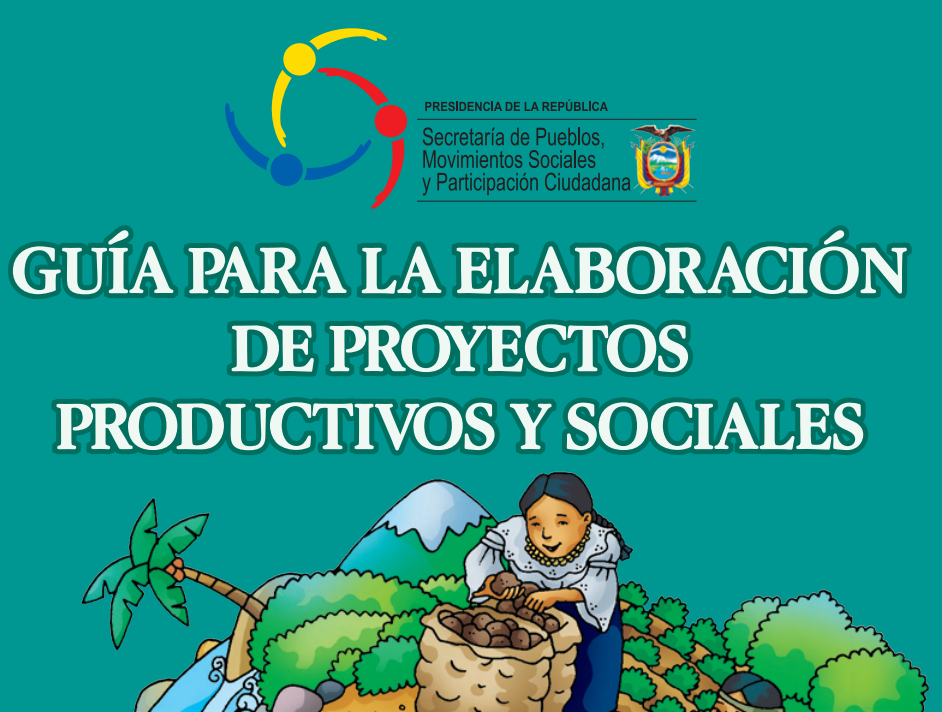 PRESIDENCIA DE LA REPÚBLICA
Secretaría de Pueblos,
Movimientos Sociales
y Participación Ciudadana
GUÍA PARA LA ELABORACIÓN
DE PROYECTOS
PRODUCTIVOS Y SOCIALES